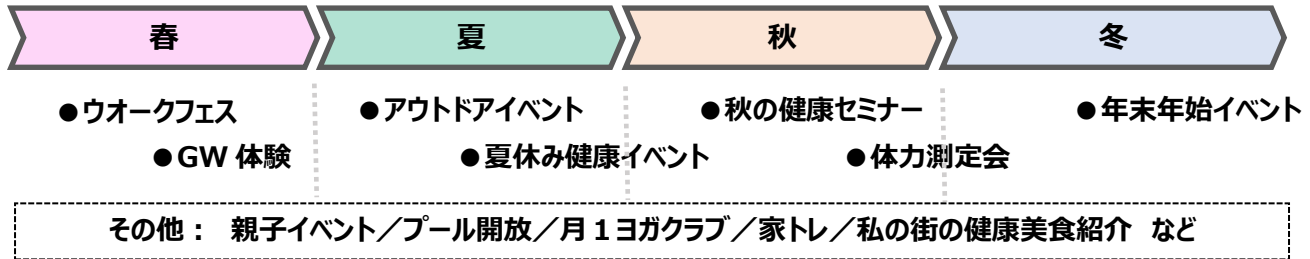 春 夏 秋 冬
●ウオークフェス ●アウトドアイベント ●秋の健康セミナー ●年末年始イベント
●GW 体験 ●夏休み健康イベント ●体力測定会
その他： 親子イベント／プール開放／月１ヨガクラブ／家トレ／私の街の健康美食紹介 など